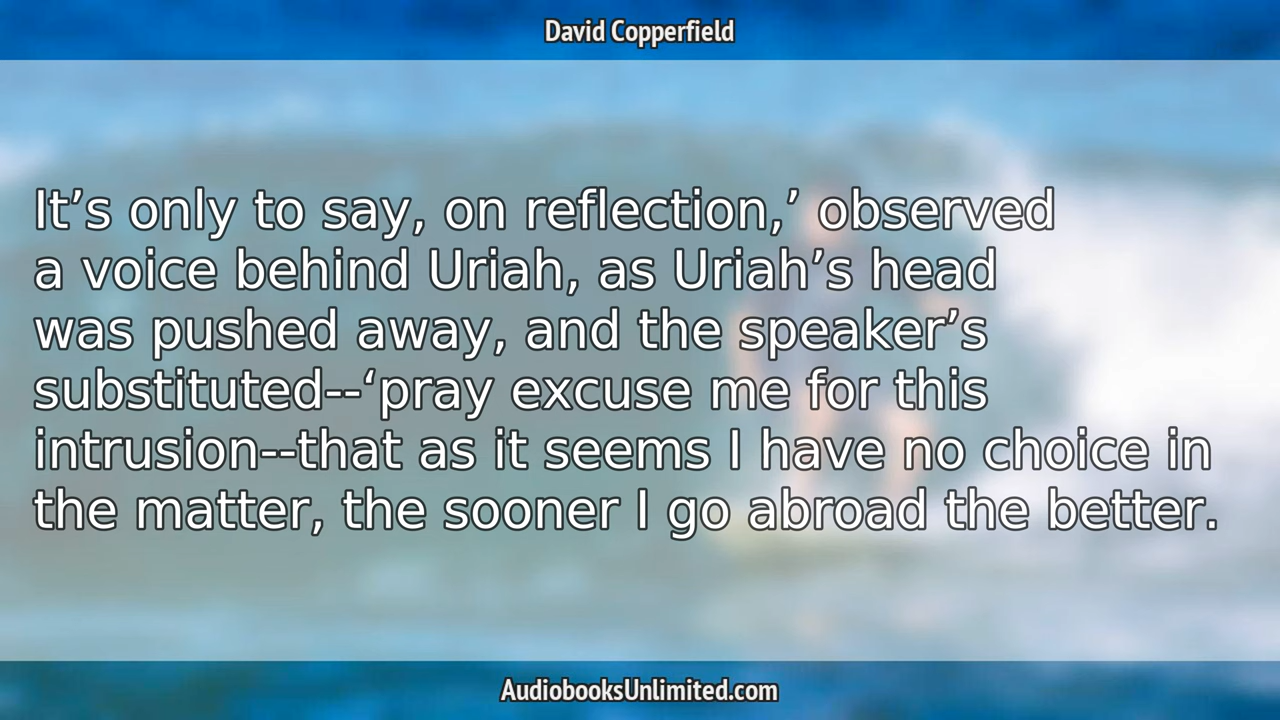 David Copperfield
It’s only to say, on reflection,’ observed
a voice behind Uriah, as Uriah’s head
was pushed away, and the speaker’s
substituted--‘pray excuse me for this
intrusion--that as it seems I have no choice in
the matter, the sooner I go abroad the better.
AudiobooksUnlimited.com